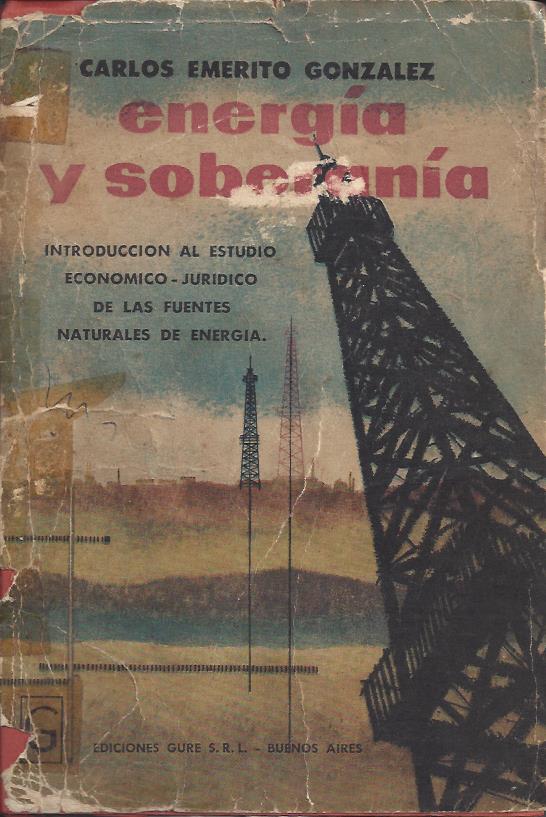 CARLOS EMERITO GONZALEZ
energía
y soberanía
INTRODUCCION AL ESTUDIO
ECONOMICO-JURIDICO
DE LAS FUENTES
NATURALES DE ENERGIA.
G
EDICIONES GURE S.R.L. - BUENOS AIRES